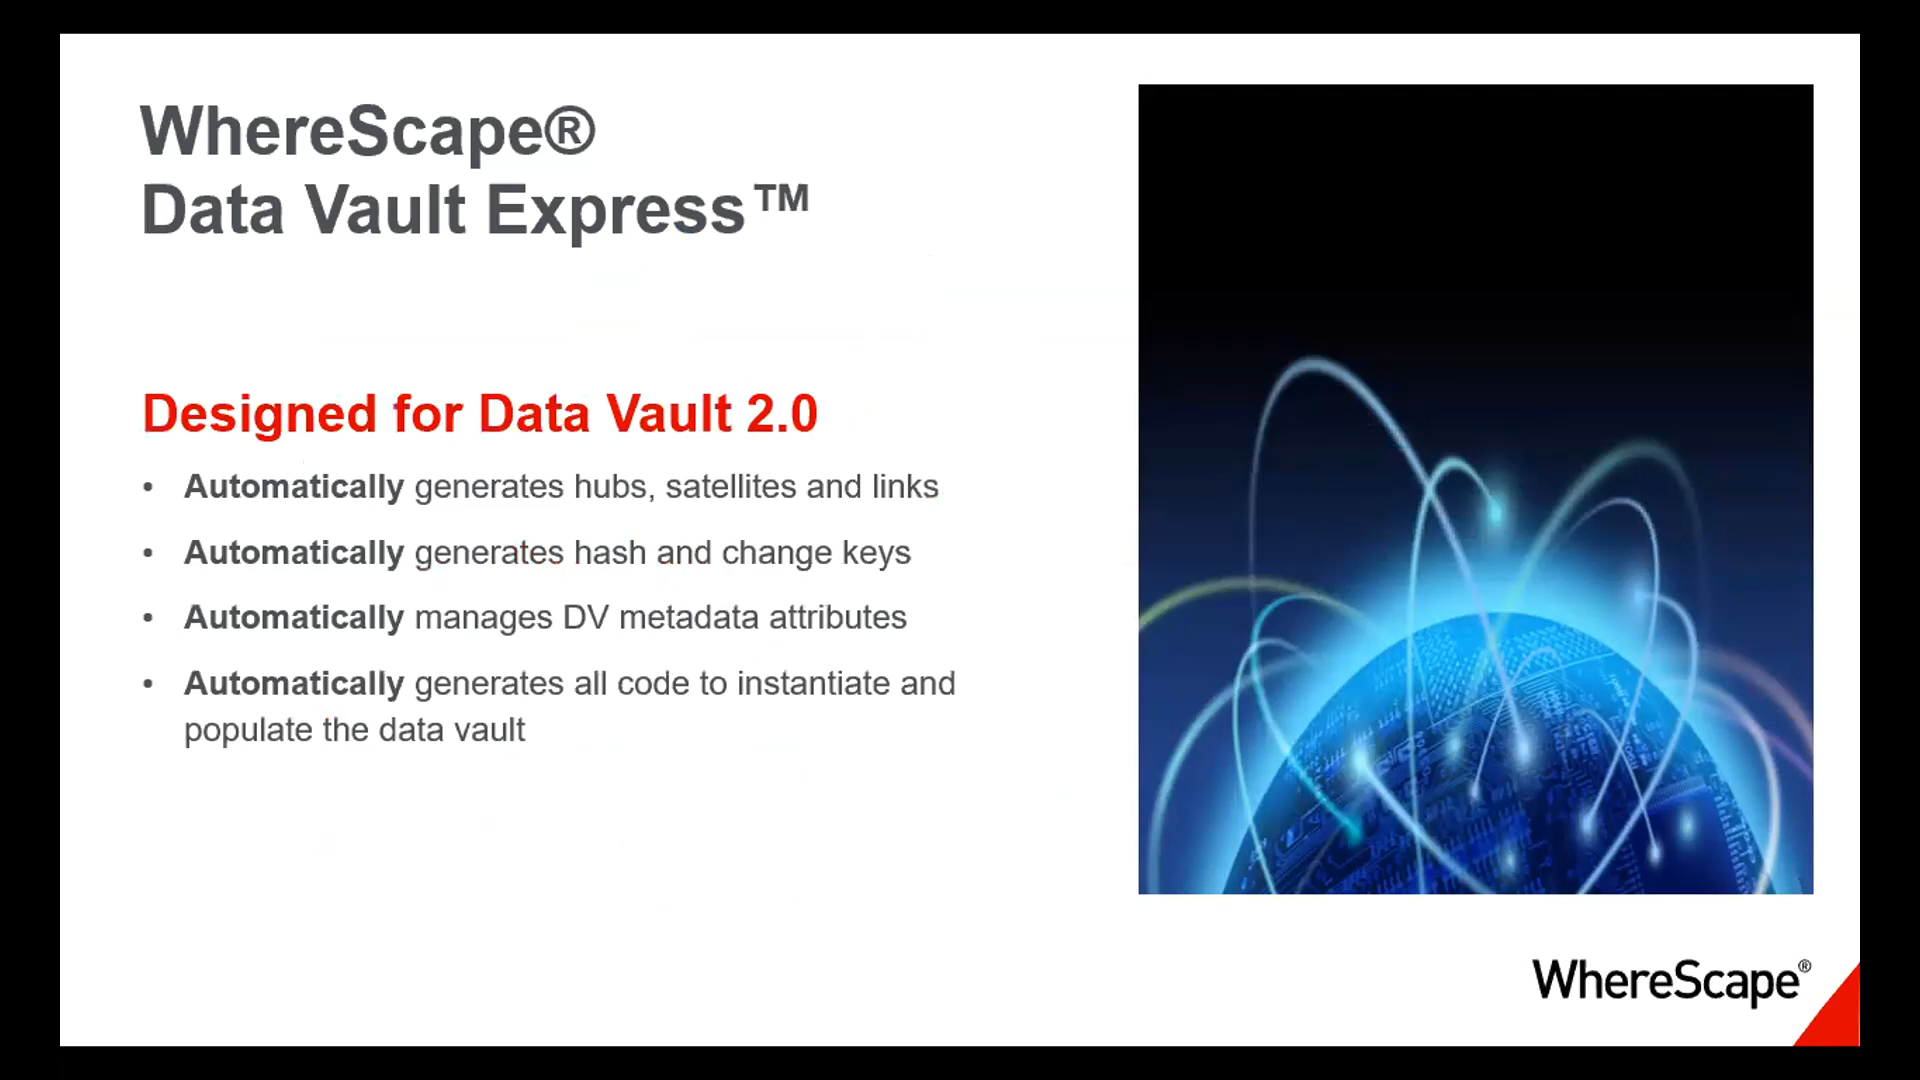 WhereScape®
Data Vault Express™
Designed for Data Vault 2.0
• Automatically generates hubs, satellites and links
• Automatically generates hash and change keys
• Automatically manages DV metadata attributes
• Automatically generates all code to instantiate and
populate the data vault
WhereScape®